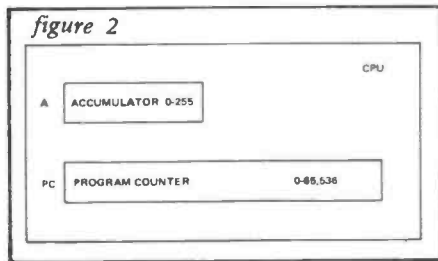 figure 2
CPU
A ACCUMULATOR 0-255
PC PROGRAM COUNTER 0-65,536